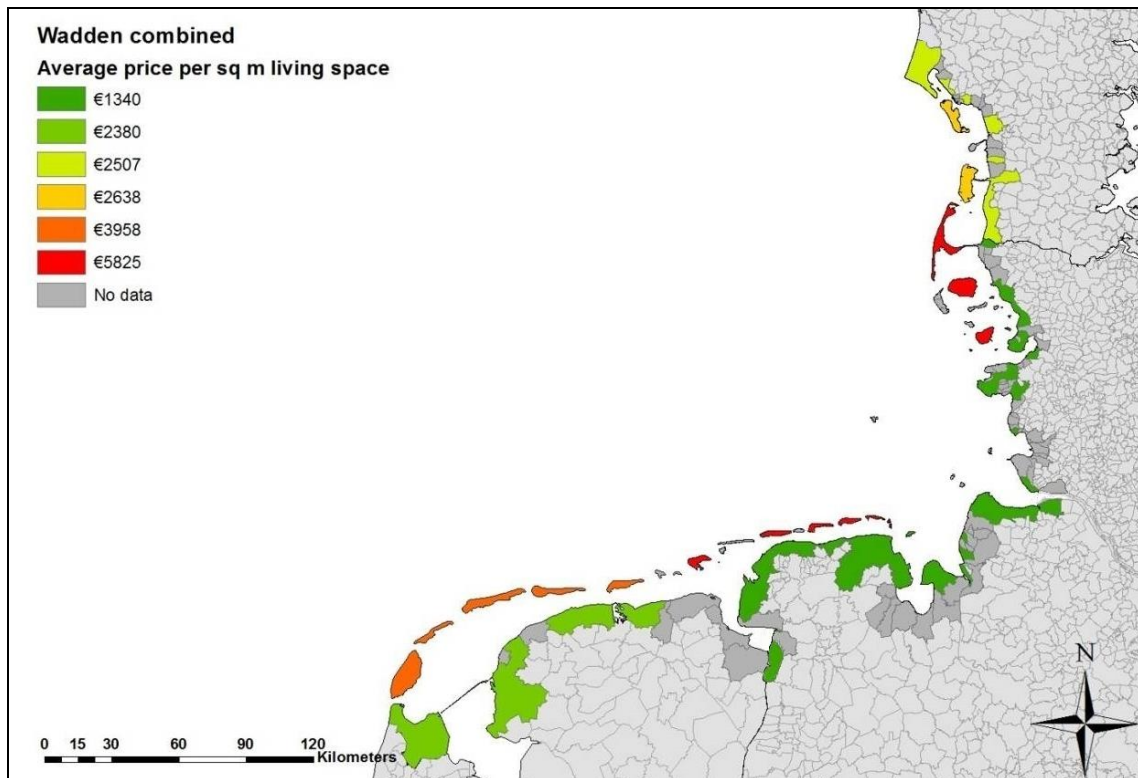 Wadden combined
Average price per sq m living space
€1340
€2380
€2507
€2638
€3958
€5825
No data
N
0 15 30 60 90 120
Kilometers